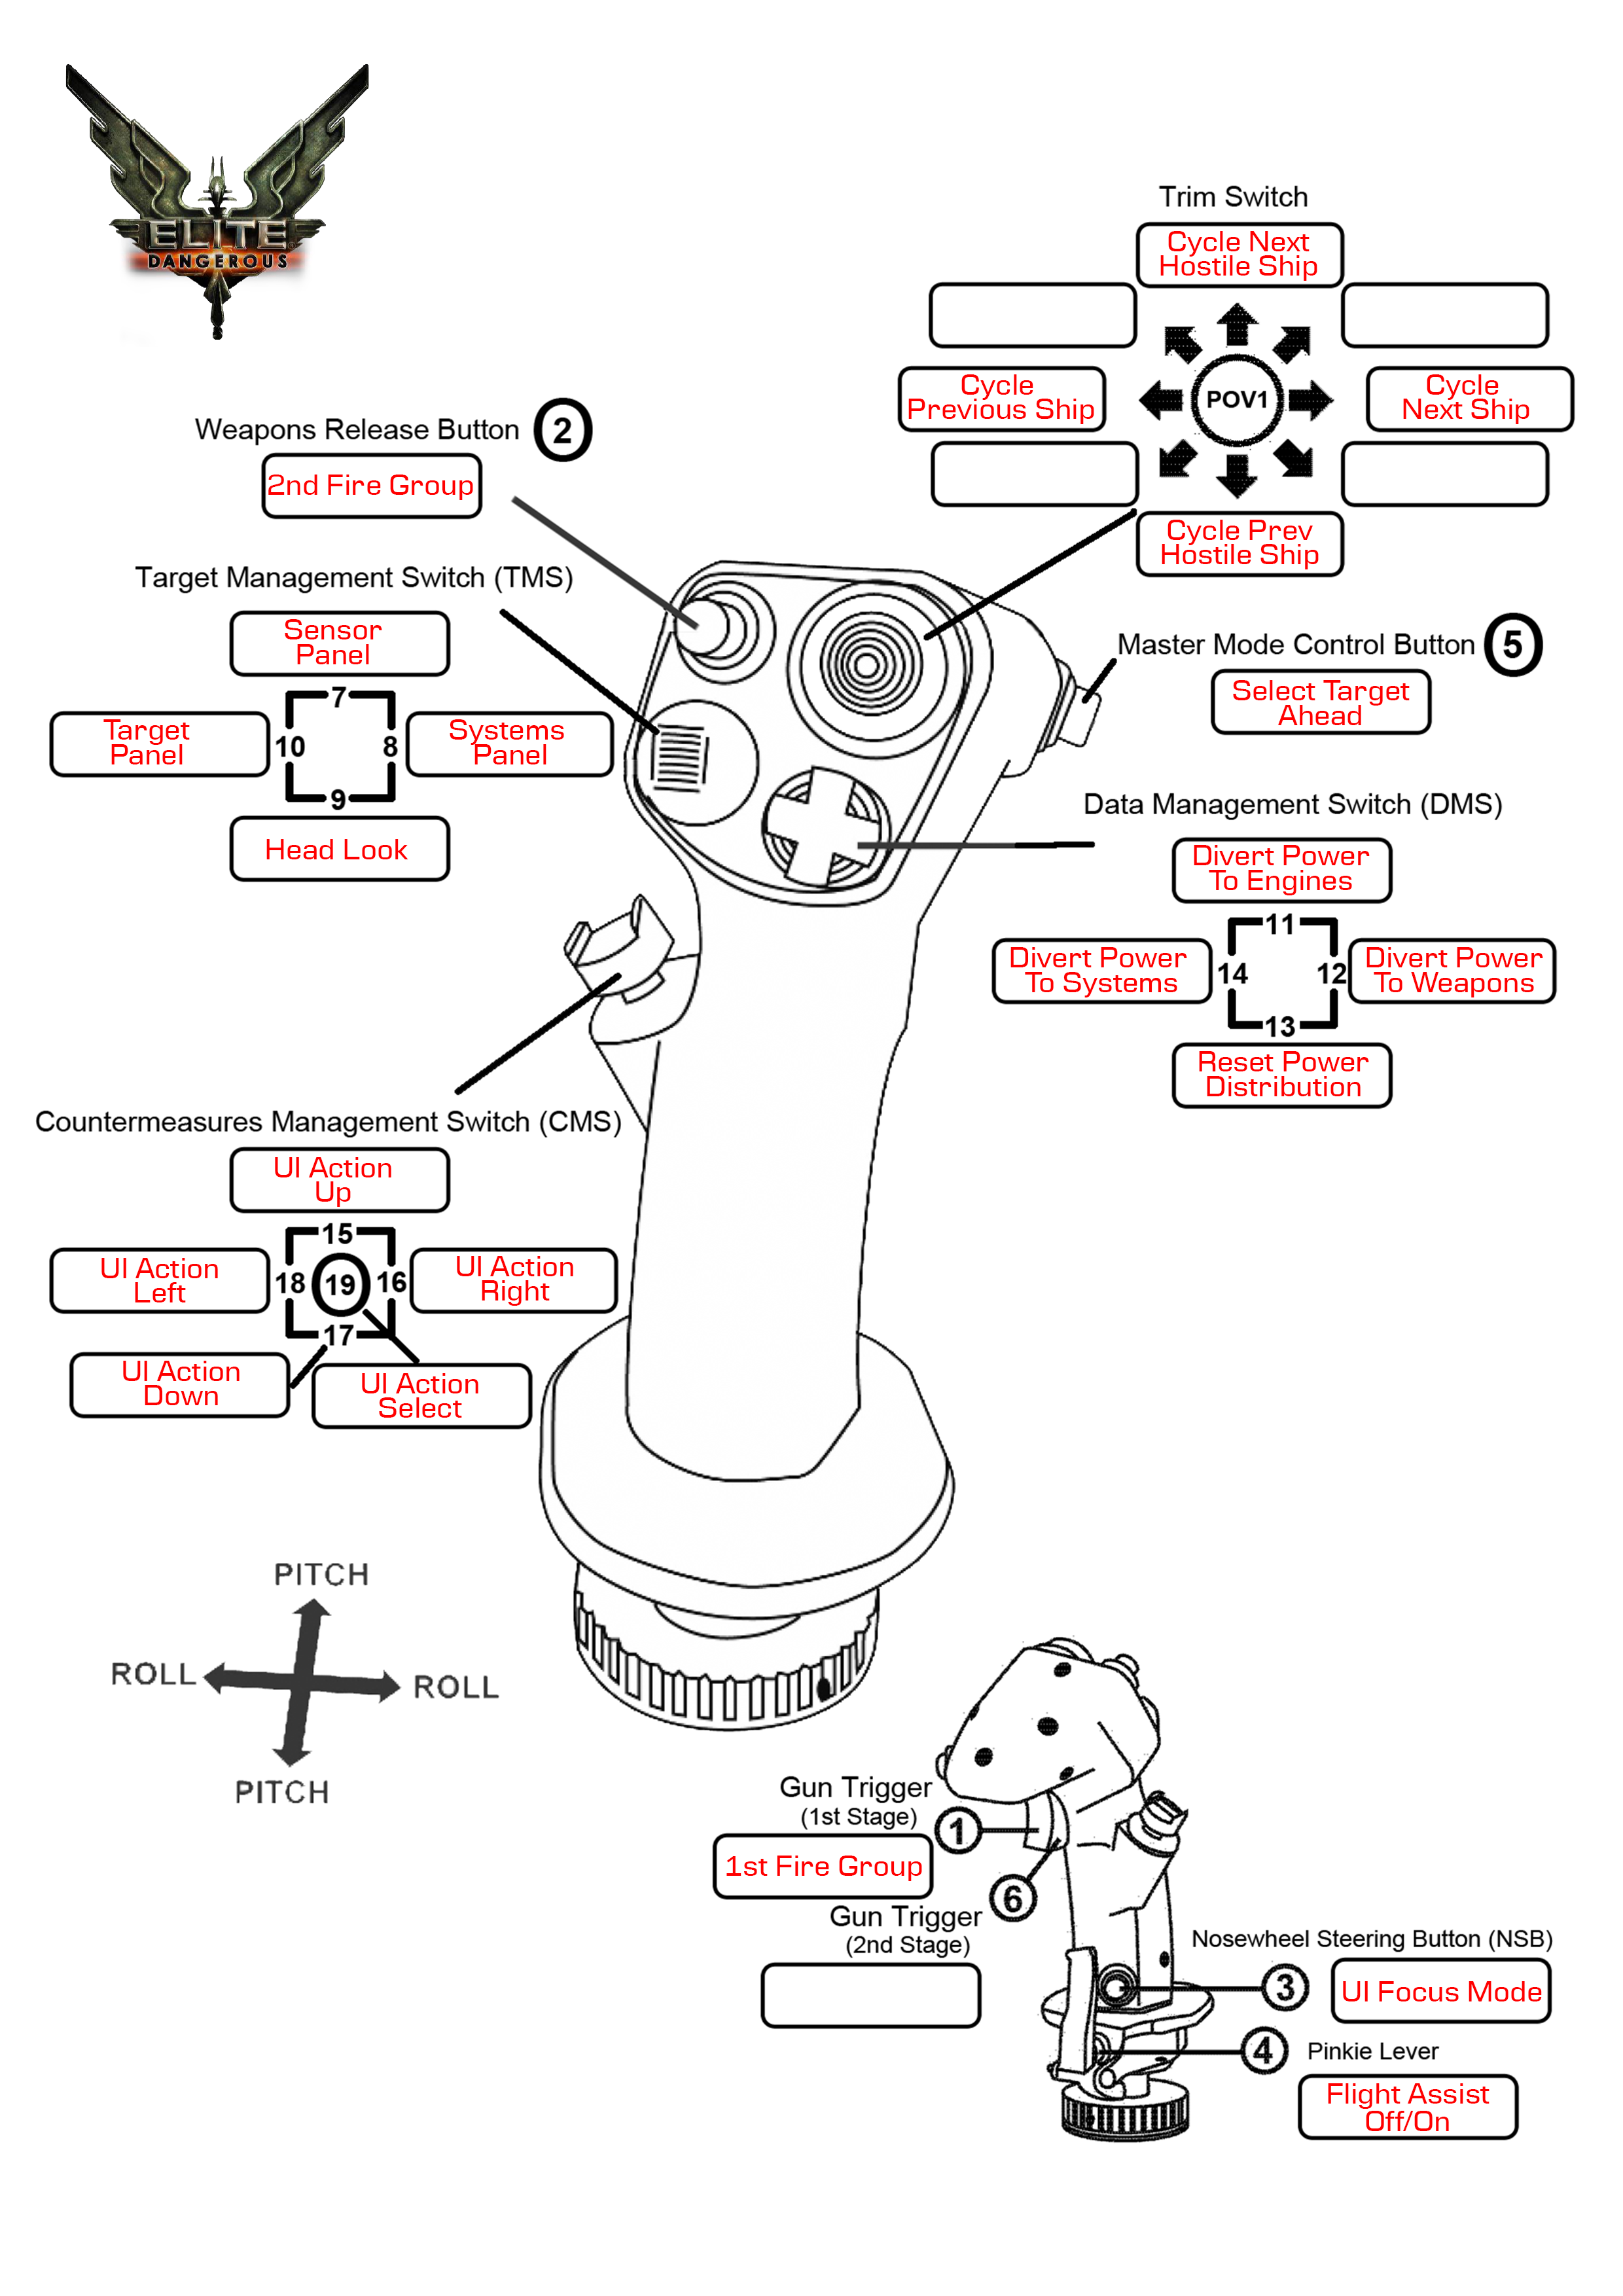 ELITE
DANGEROUS
Trim Switch
Cycle Next
Hostile Ship
Cycle
Previous Ship
POV1
Cycle
Next Ship
Cycle Prev
Hostile Ship
Weapons Release Button 2
2nd Fire Group
Target Management Switch (TMS)
Sensor
Panel
7
Target
Panel
10
8
Systems
Panel
9
Head Look
Master Mode Control Button 5
Select Target
Ahead
Data Management Switch (DMS)
Divert Power
To Engines
11
Divert Power
To Systems
14
12
Divert Power
To Weapons
13
Reset Power
Distribution
Countermeasures Management Switch (CMS)
UI Action
Up
15
UI Action
Left
18
19
16
UI Action
Right
17
UI Action
Down
UI Action
Select
PITCH
ROLL
ROLL
PITCH
Gun Trigger
(1st Stage)
1
1st Fire Group
6
Gun Trigger
(2nd Stage)
Nosewheel Steering Button (NSB)
3
UI Focus Mode
4
Pinkie Lever
Flight Assist
Off/On